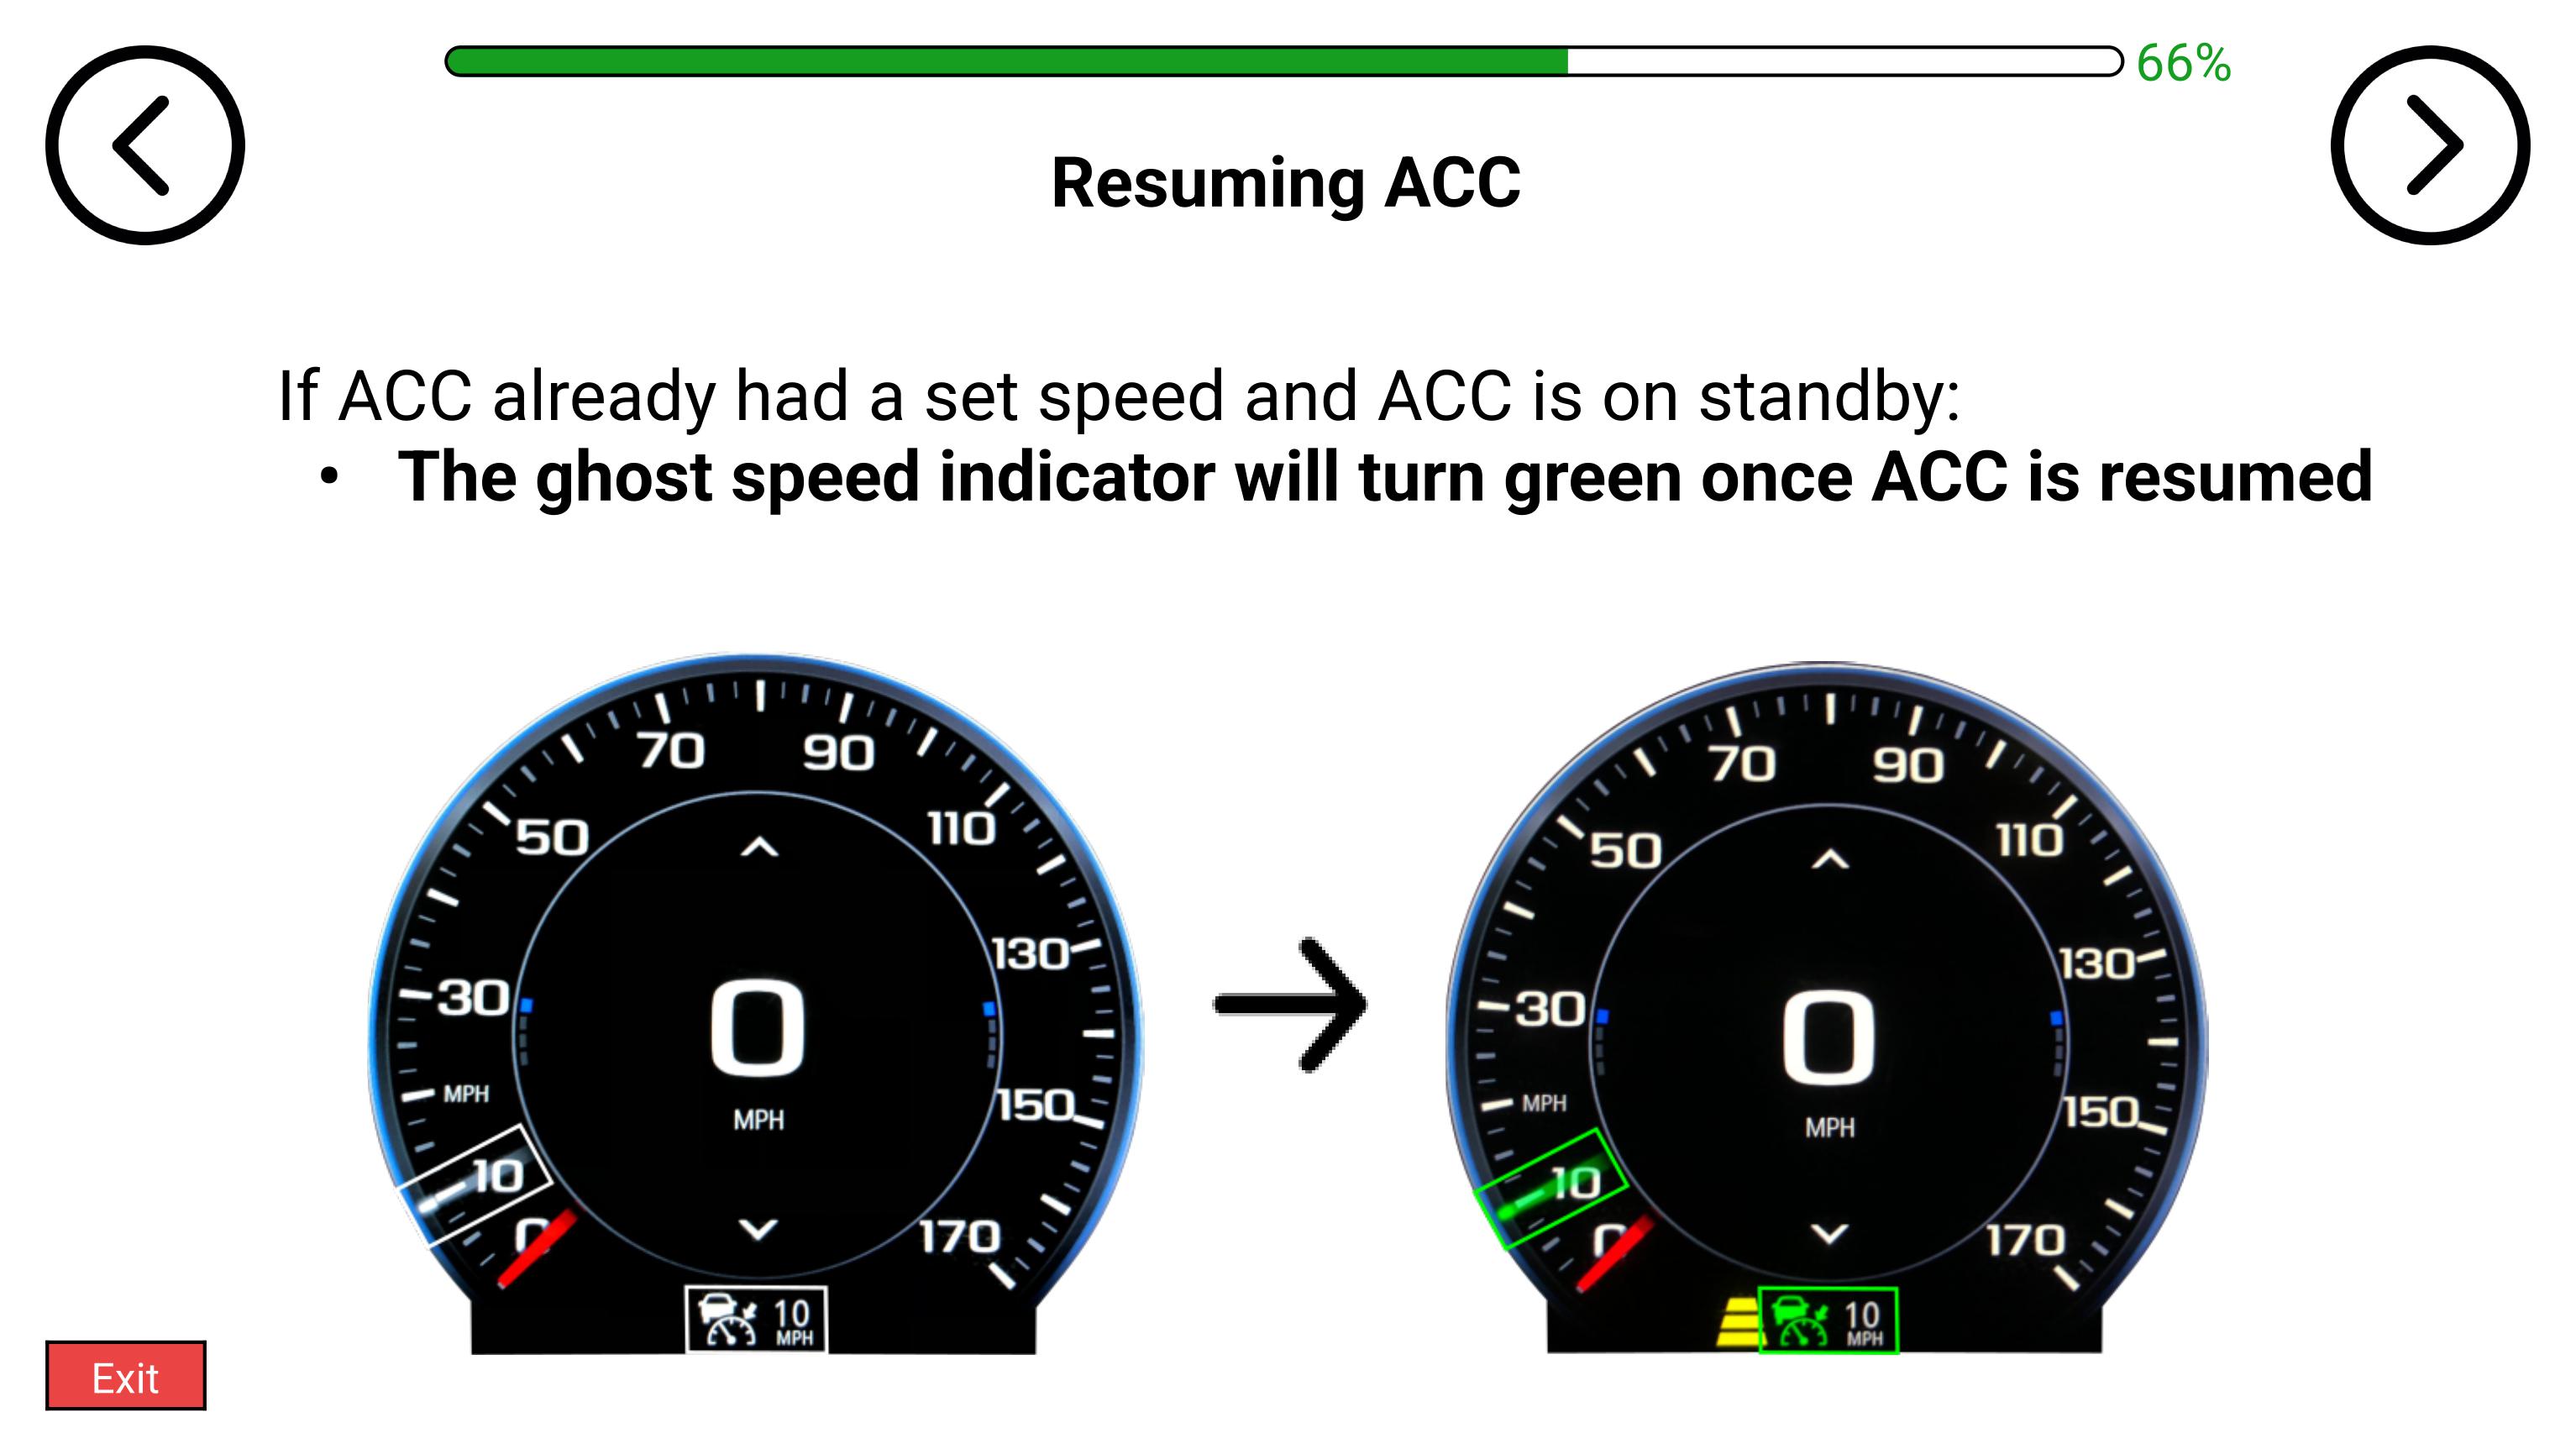 66%
Resuming ACC
If ACC already had a set speed and ACC is on standby:
• The ghost speed indicator will turn green once ACC is resumed
70 90
50 110
130
30
0
MPH
MPH
150
10
0
170
10
MPH
70 90
50 110
130
30
0
MPH
MPH
150
10
0
170
10
MPH
Exit